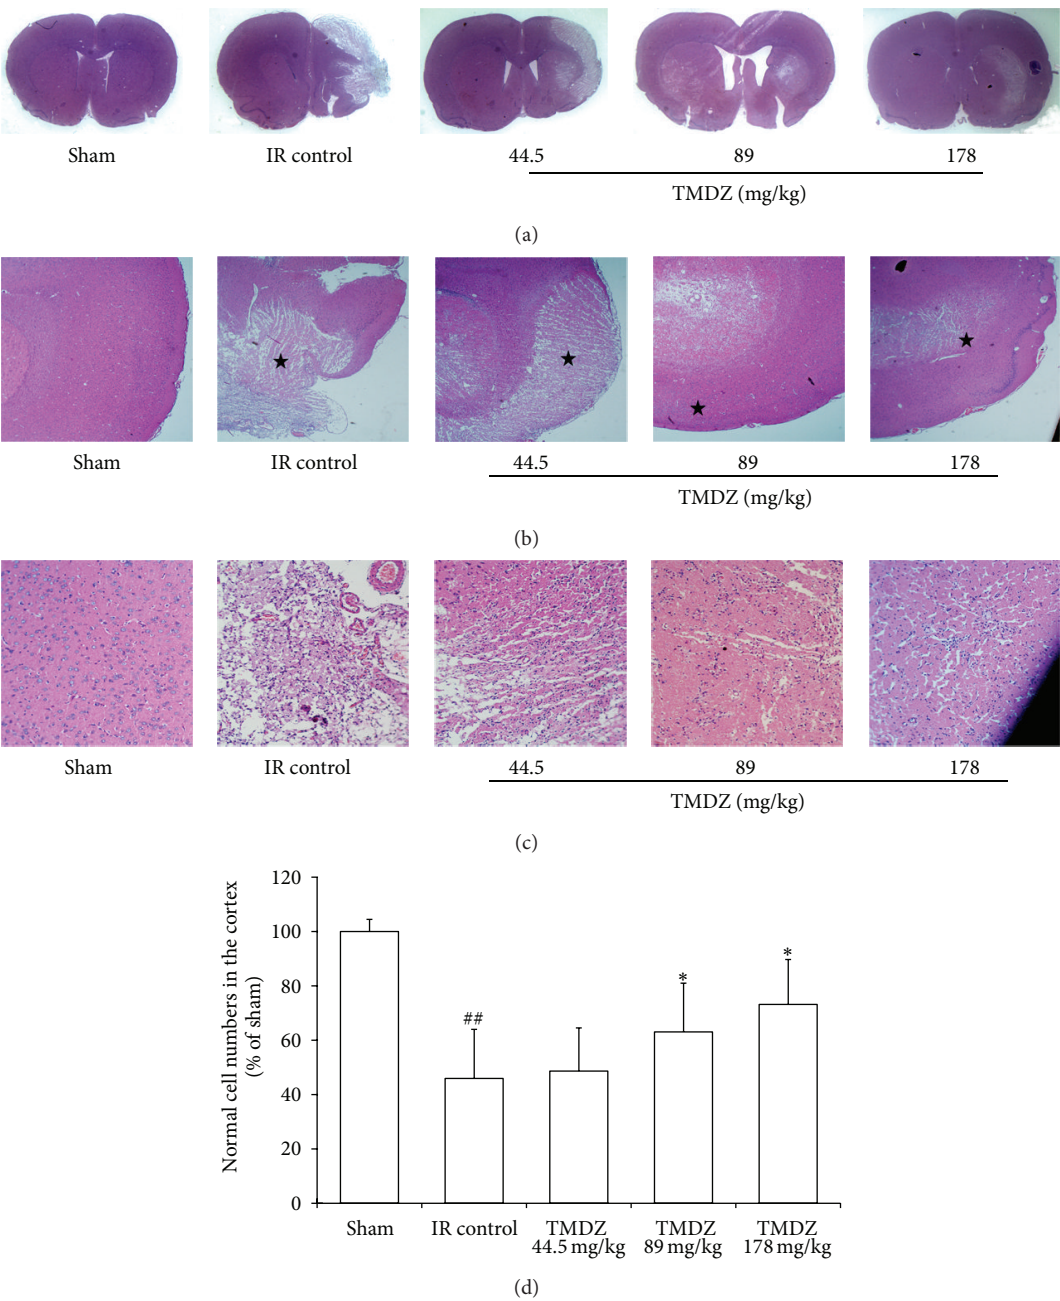 Sham IR control 44.5 89 178
TMDZ (mg/kg)
(a)
Sham IR control 44.5 89 178
TMDZ (mg/kg)
(b)
Sham IR control 44.5 89 178
TMDZ (mg/kg)
(c)
Normal cell numbers in the cortex
(% of sham)
120
100
80
60
40
20
0
##
*
*
Sham IR control TMDZ TMDZ TMDZ
44.5 mg/kg 89 mg/kg 178 mg/kg
(d)